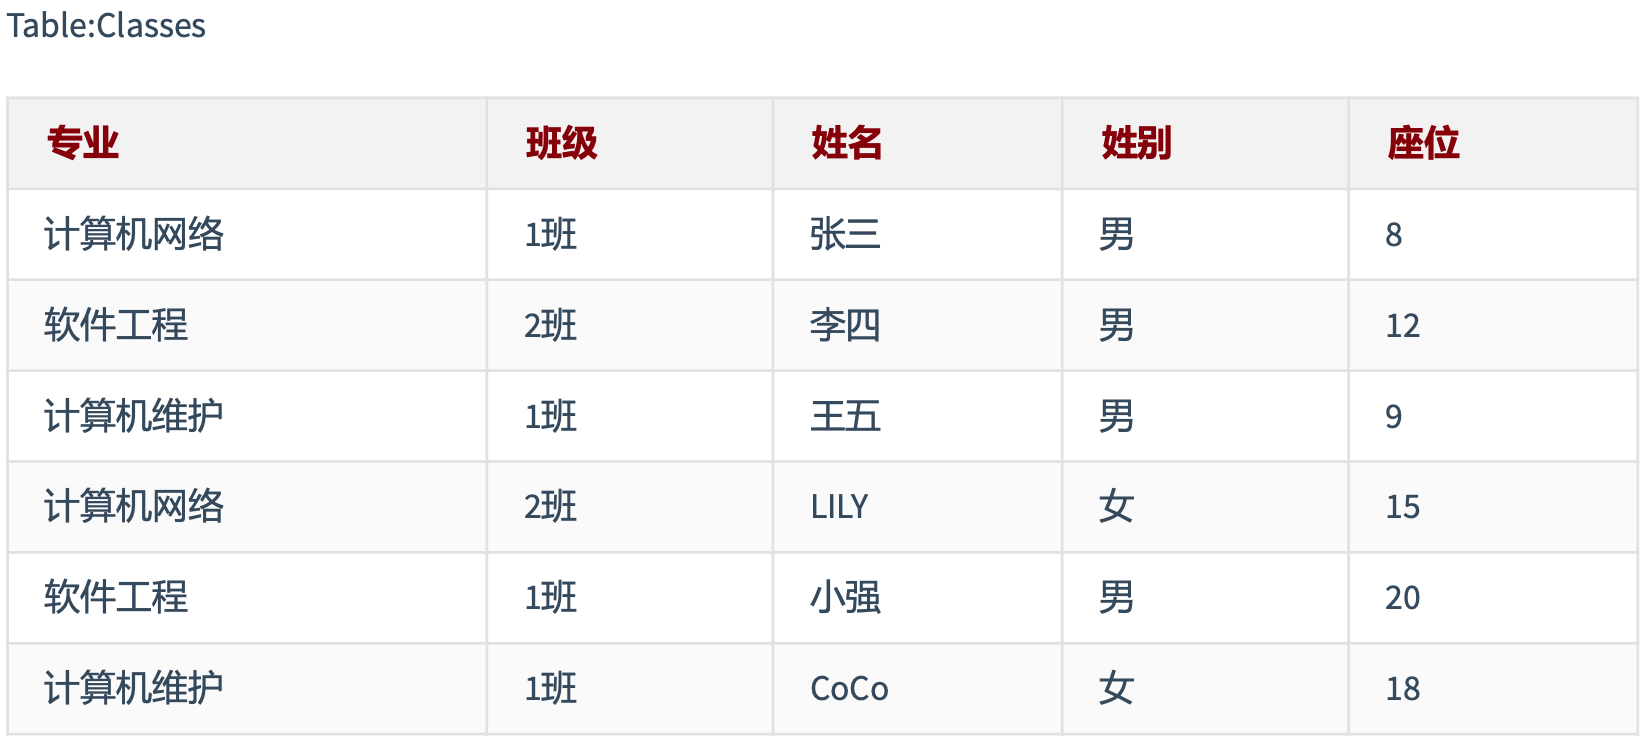 Table:Classes
专业 班级 姓名 姓别 座位
计算机网络 1班 张三 男 8
软件工程 2班 李四 男 12
计算机维护 1班 王五 男 9
计算机网络 2班 LILY 女 15
软件工程 1班 小强 男 20
计算机维护 1班 CoCo 女 18